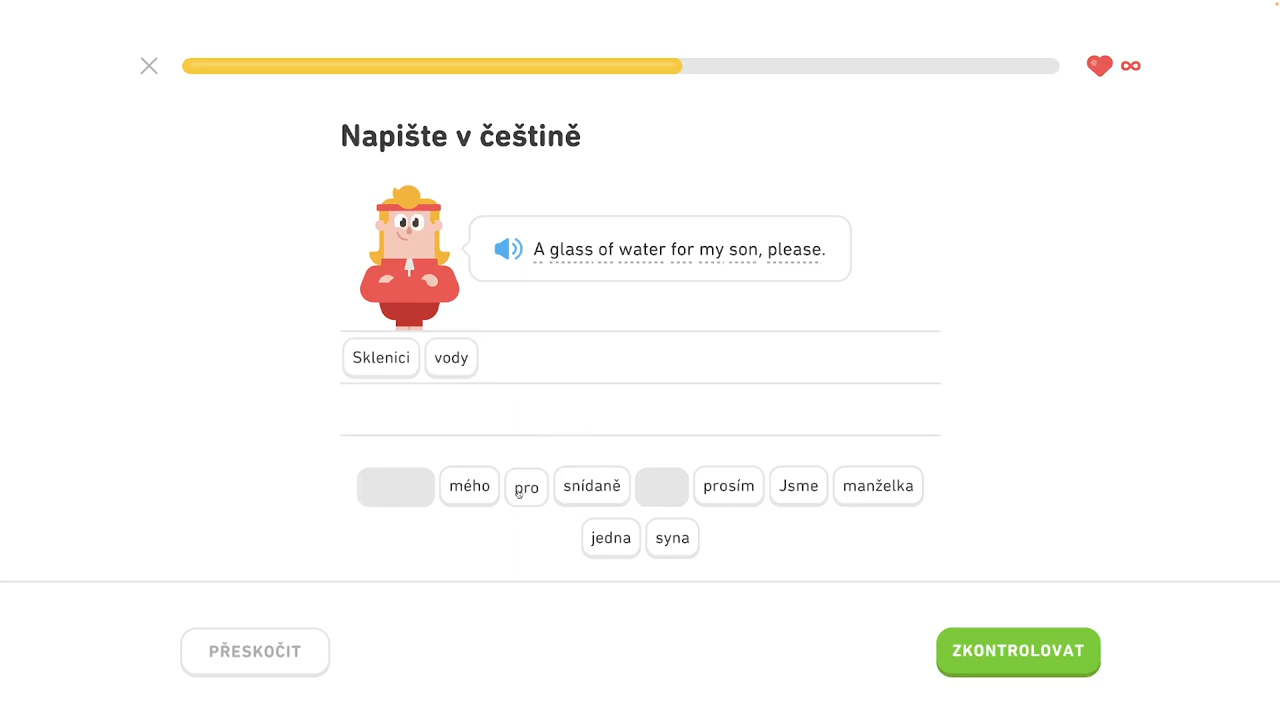 Napište v češtině
A glass of water for my son, please.
Sklenici vody
mého pro snídaně prosím Jsme manželka
jedna syna
PŘESKOČIT ZKONTROLOVAT